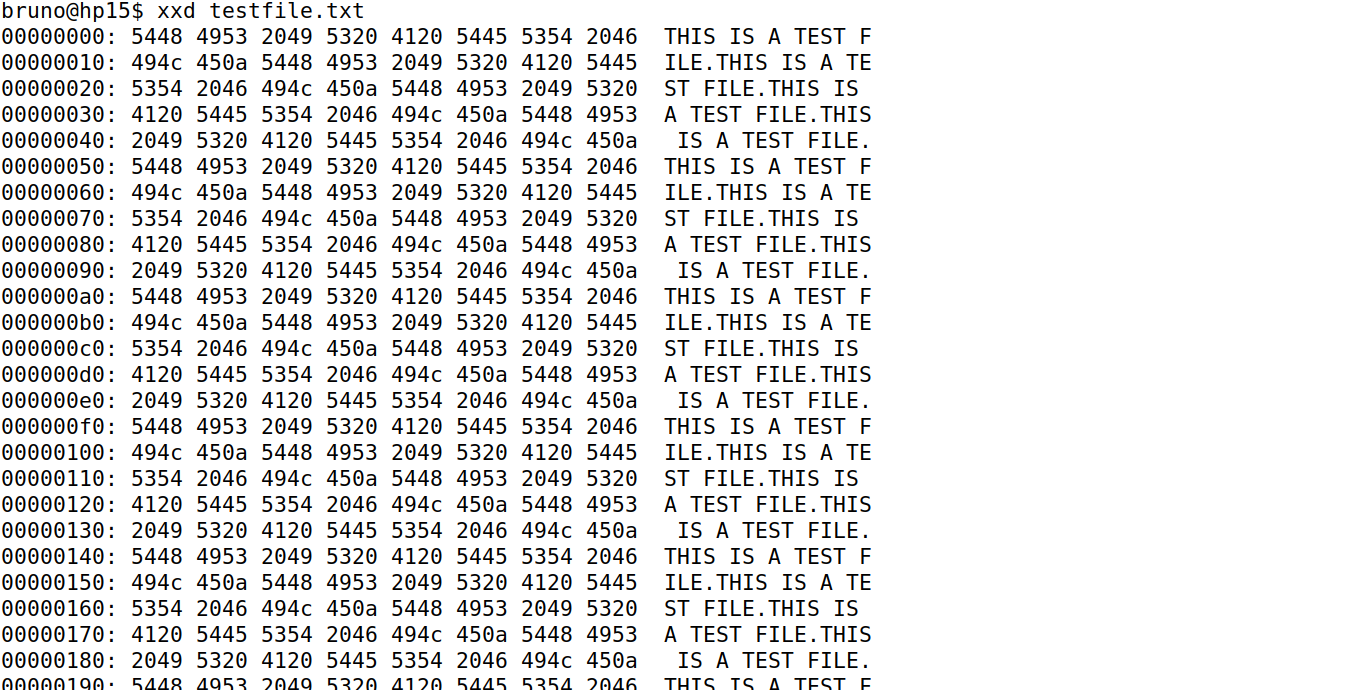 bruno@hp15$ xxd testfile.txt
00000000: 5448 4953 2049 5320 4120 5445 5354 2046  THIS IS A TEST F
00000010: 494c 450a 5448 4953 2049 5320 4120 5445  ILE.THIS IS A TE
00000020: 5354 2046 494c 450a 5448 4953 2049 5320  ST FILE.THIS IS 
00000030: 4120 5445 5354 2046 494c 450a 5448 4953  A TEST FILE.THIS
00000040: 2049 5320 4120 5445 5354 2046 494c 450a   IS A TEST FILE.
00000050: 5448 4953 2049 5320 4120 5445 5354 2046  THIS IS A TEST F
00000060: 494c 450a 5448 4953 2049 5320 4120 5445  ILE.THIS IS A TE
00000070: 5354 2046 494c 450a 5448 4953 2049 5320  ST FILE.THIS IS 
00000080: 4120 5445 5354 2046 494c 450a 5448 4953  A TEST FILE.THIS
00000090: 2049 5320 4120 5445 5354 2046 494c 450a   IS A TEST FILE.
000000a0: 5448 4953 2049 5320 4120 5445 5354 2046  THIS IS A TEST F
000000b0: 494c 450a 5448 4953 2049 5320 4120 5445  ILE.THIS IS A TE
000000c0: 5354 2046 494c 450a 5448 4953 2049 5320  ST FILE.THIS IS 
000000d0: 4120 5445 5354 2046 494c 450a 5448 4953  A TEST FILE.THIS
000000e0: 2049 5320 4120 5445 5354 2046 494c 450a   IS A TEST FILE.
000000f0: 5448 4953 2049 5320 4120 5445 5354 2046  THIS IS A TEST F
00000100: 494c 450a 5448 4953 2049 5320 4120 5445  ILE.THIS IS A TE
00000110: 5354 2046 494c 450a 5448 4953 2049 5320  ST FILE.THIS IS 
00000120: 4120 5445 5354 2046 494c 450a 5448 4953  A TEST FILE.THIS
00000130: 2049 5320 4120 5445 5354 2046 494c 450a   IS A TEST FILE.
00000140: 5448 4953 2049 5320 4120 5445 5354 2046  THIS IS A TEST F
00000150: 494c 450a 5448 4953 2049 5320 4120 5445  ILE.THIS IS A TE
00000160: 5354 2046 494c 450a 5448 4953 2049 5320  ST FILE.THIS IS 
00000170: 4120 5445 5354 2046 494c 450a 5448 4953  A TEST FILE.THIS
00000180: 2049 5320 4120 5445 5354 2046 494c 450a   IS A TEST FILE.
00000190: 5448 4953 2049 5320 4120 5445 5354 2046  THIS IS A TEST F